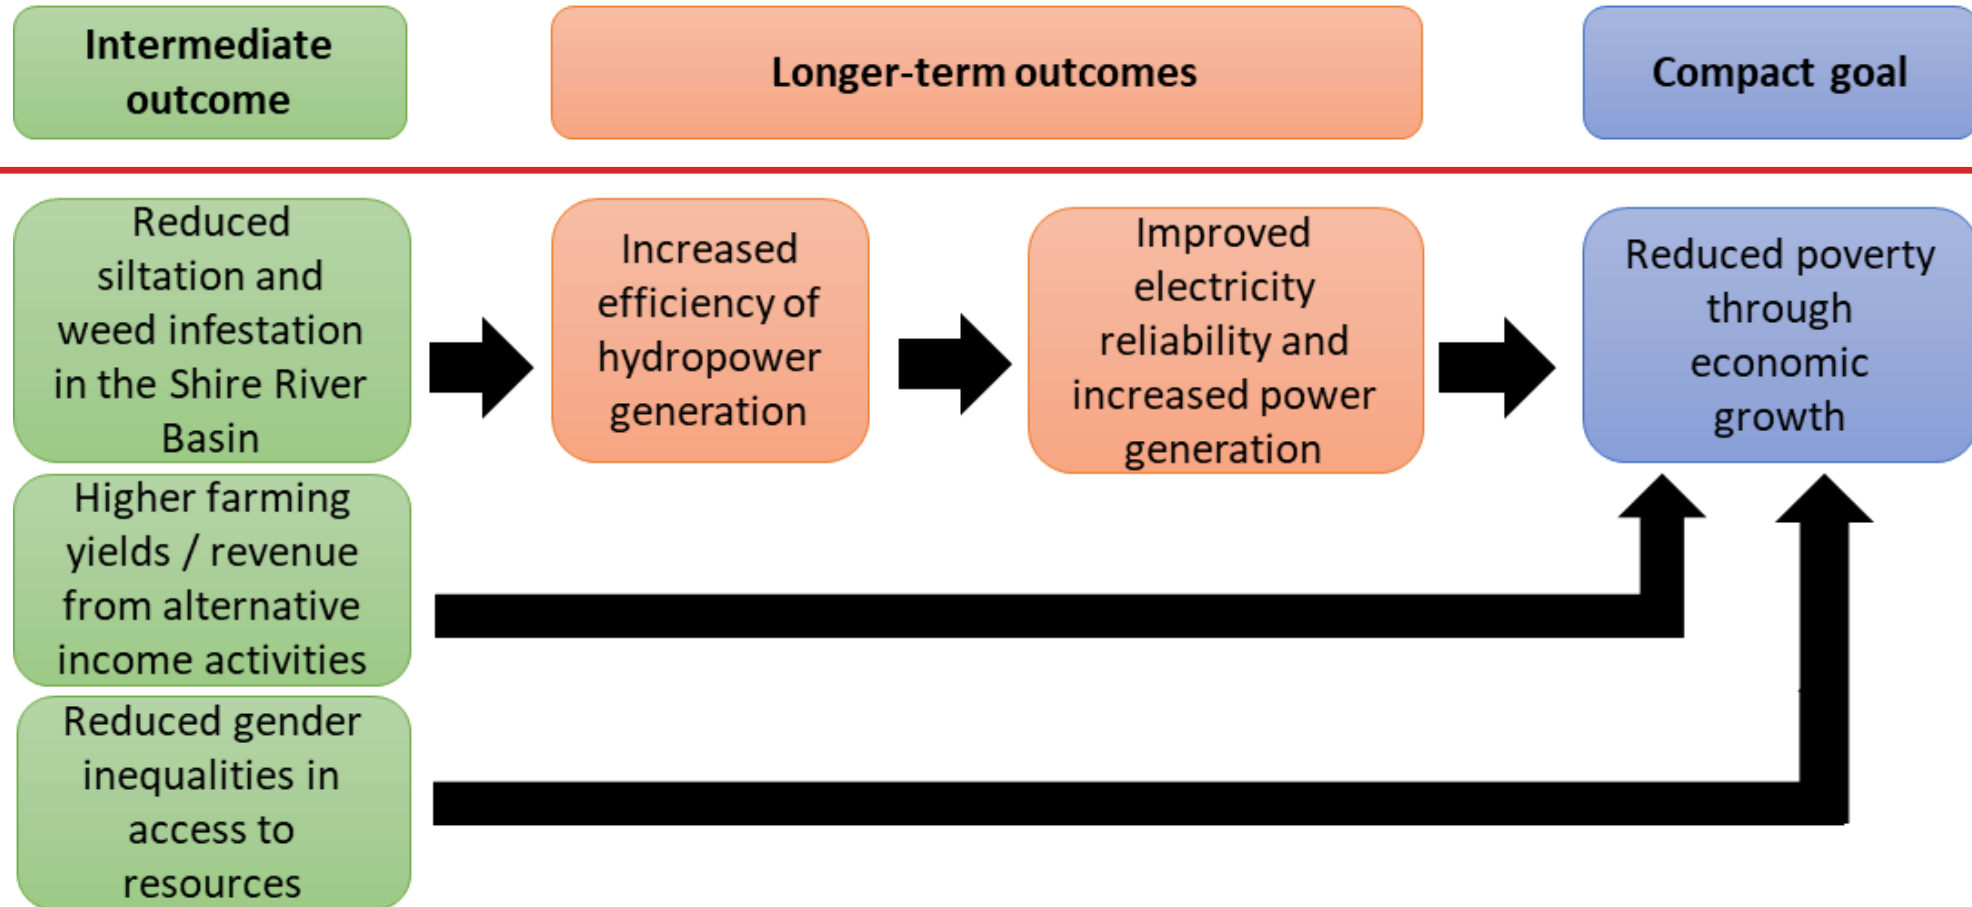 Intermediate
outcome
Longer-term outcomes
Compact goal
Reduced
siltation and
weed infestation
in the Shire River
Basin
Increased
efficiency of
hydropower
generation
Improved
electricity
reliability and
increased power
generation
Reduced poverty
through
economic
growth
Higher farming
yields / revenue
from alternative
income activities
Reduced gender
inequalities in
access to
resources